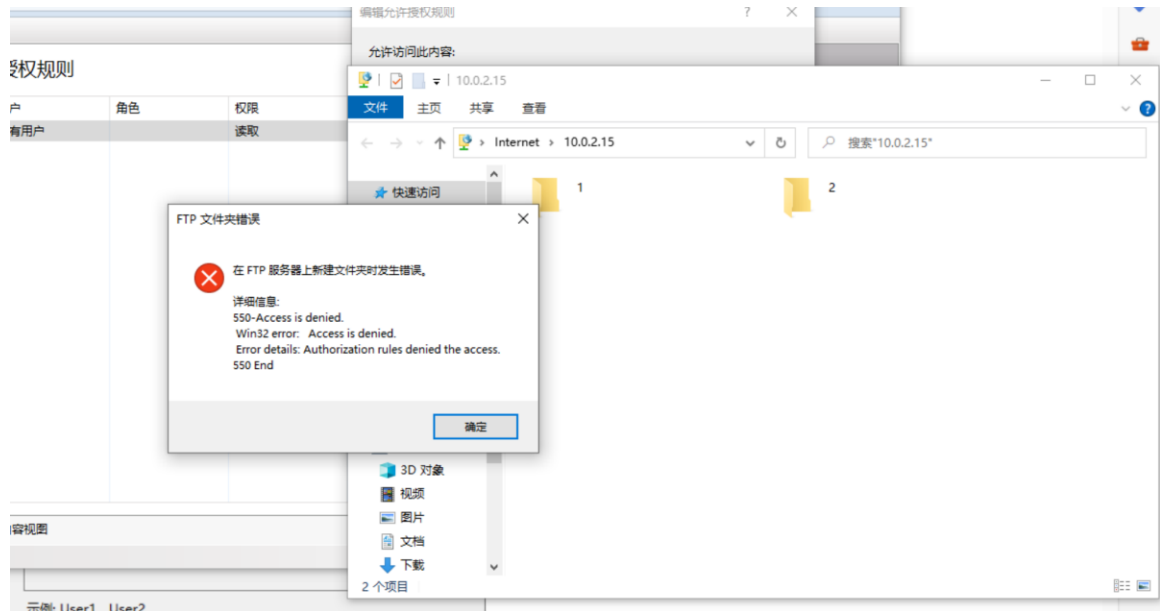 编辑允许授权规则
?
允许访问此内容:
授权规则
角色
权限
有用户
读取
10.0.2.15
文件 主页 共享 查看
Internet 10.0.2.15
搜索"10.0.2.15"
快速访问
1
2
FTP 文件夹错误
在 FTP 服务器上新建文件夹时发生错误。
详细信息:
550-Access is denied.
Win32 error: Access is denied.
Error details: Authorization rules denied the access.
550 End
确定
3D 对象
视频
图片
文档
下载
2 个项目
内容视图
示例: User1, User2